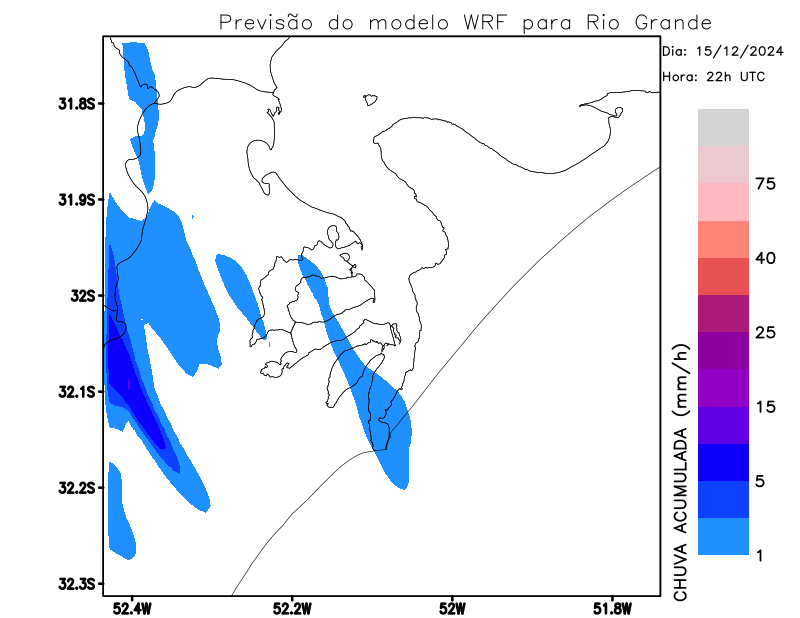 Previsão do modelo WRF para Rio Grande
Dia: 15/12/2024
Hora: 22h UTC
31.8S
31.9S
32S
32.1S
32.2S
32.3S
52.4W
52.2W
52W
51.8W
75
40
25
15
5
1
CHUVA ACUMULADA (mm/h)